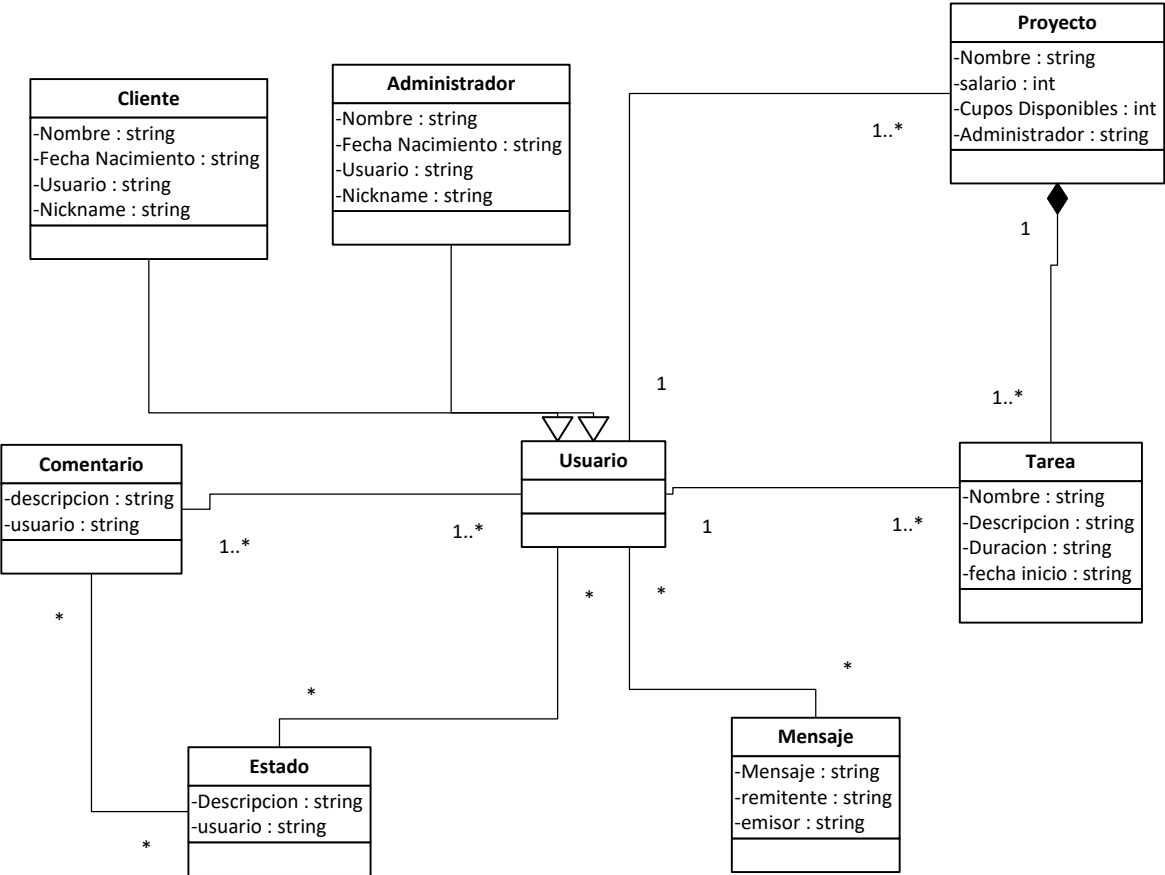 Proyecto
-Nombre : string
-salario : int
-Cupos Disponibles : int
-Administrador : string
Administrador
-Nombre : string
-Fecha Nacimiento : string
-Usuario : string
-Nickname : string
Cliente
-Nombre : string
-Fecha Nacimiento : string
-Usuario : string
-Nickname : string
1..*
1
1
1..*
Usuario
Comentario
-descripcion : string
-usuario : string
Tarea
-Nombre : string
-Descripcion : string
-Duracion : string
-fecha inicio : string
1..*
1..*
1
1..*
*
*
*
*
*
*
Estado
-Descripcion : string
-usuario : string
Mensaje
-Mensaje : string
-remitente : string
-emisor : string